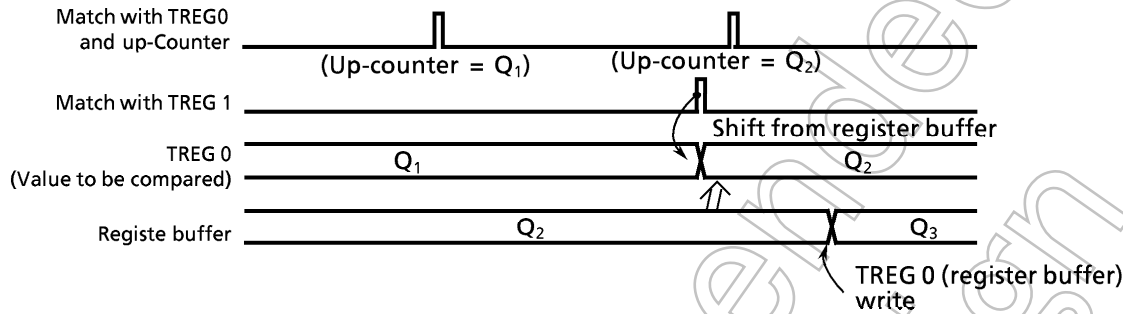 Match with TREG0
and up-Counter
(Up-counter = Q1)
(Up-counter = Q2)
Match with TREG 1
Shift from register buffer
TREG 0
(Value to be compared)
Q1
Q2
Registe buffer
Q2
Q3
TREG 0 (register buffer)
write